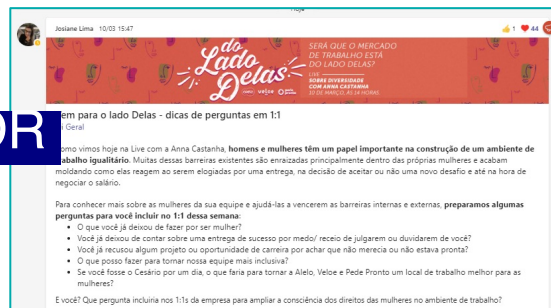 Josiane Lima 10/03 15:47
1 44
do
Lado
Delas
SERÁ QUE O MERCADO
DE TRABALHO ESTÁ
DO LADO DELAS?
LIVE
SOBRE DIVERSIDADE
COM ANNA CASTANHA
10 DE MARÇO, ÀS 14 HORAS
veloe
OR
em para o lado Delas - dicas de perguntas em 1:1
Geral
omo vimos hoje na Live com a Anna Castanha, homens e mulheres têm um papel importante na construção de um ambiente de
abalho igualitário. Muitas dessas barreiras existentes são enraizadas principalmente dentro das próprias mulheres e acabam
moldando como elas reagem ao serem elogiadas por uma entrega, na decisão de aceitar ou não uma novo desafio e até na hora de
negociar o salário.
Para conhecer mais sobre as mulheres da sua equipe e ajudá-las a vencerem as barreiras internas e externas, preparamos algumas
perguntas para você incluir no 1:1 dessa semana:
• O que você já deixou de fazer por ser mulher?
• Você já deixou de contar sobre uma entrega de sucesso por medo/ receio de julgarem ou duvidarem de você?
• Você já recusou algum projeto ou oportunidade de carreira por achar que não merecia ou não estava pronta?
• O que posso fazer para tornar nossa equipe mais inclusiva?
• Se você fosse o Cesário por um dia, o que faria para tornar a Alelo, Veloe e Pede Pronto um local de trabalho melhor para as
mulheres?
E você? Que pergunta incluiria nos 1:1s da empresa para ampliar a consciência dos direitos das mulheres no ambiente de trabalho?